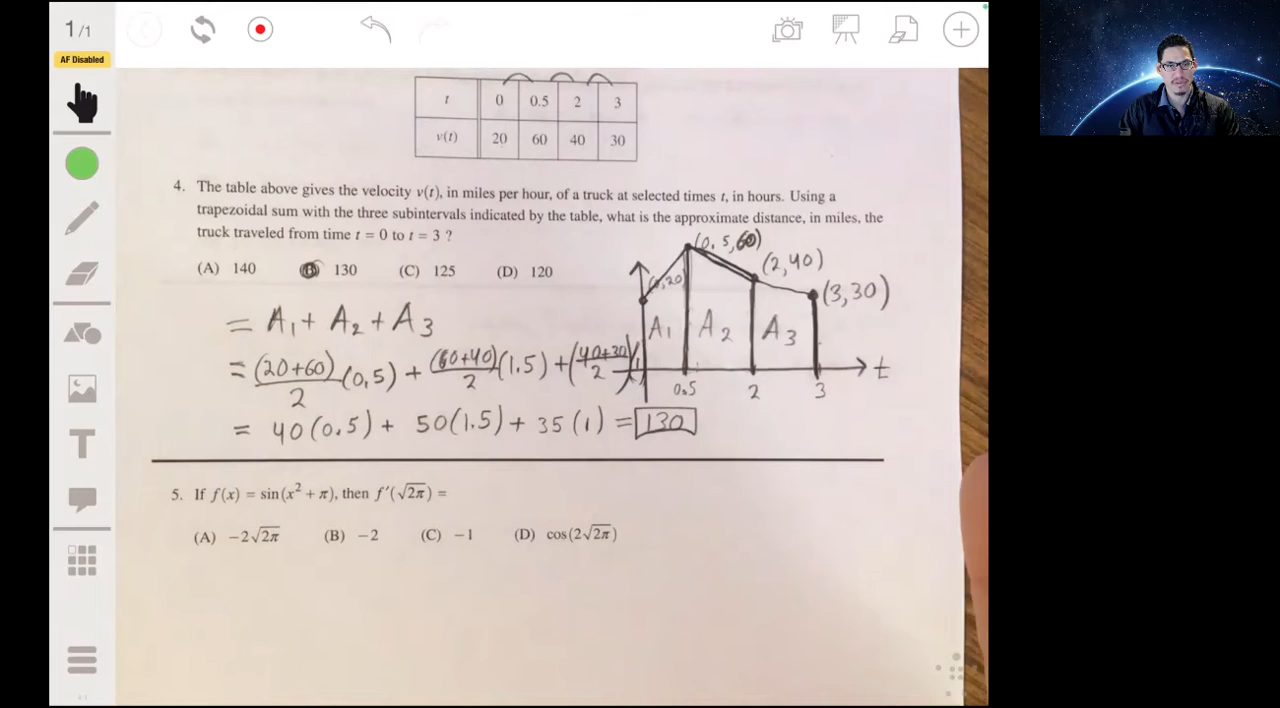 1/1
AF Disabled
t 0 0.5 2 3
v(t) 20 60 40 30
4. The table above gives the velocity v(t), in miles per hour, of a truck at selected times t, in hours. Using a
trapezoidal sum with the three subintervals indicated by the table, what is the approximate distance, in miles, the
truck traveled from time t = 0 to t = 3 ?
(A) 140 (B) 130 (C) 125 (D) 120
(0.5,60)
(2,40)
(3,30)
= A₁ + A₂ + A₃
A₁ A₂ A₃
= (20+60)/2 (0.5) + (60+40)/2 (1.5) + (40+30)/2
t
0.5 2 3
= 40(0.5) + 50(1.5) + 35(1) = 130
5. If f(x) = sin(x² + π), then f′(√2π) =
(A) −2√2π (B) −2 (C) −1 (D) cos(2√2π)
T